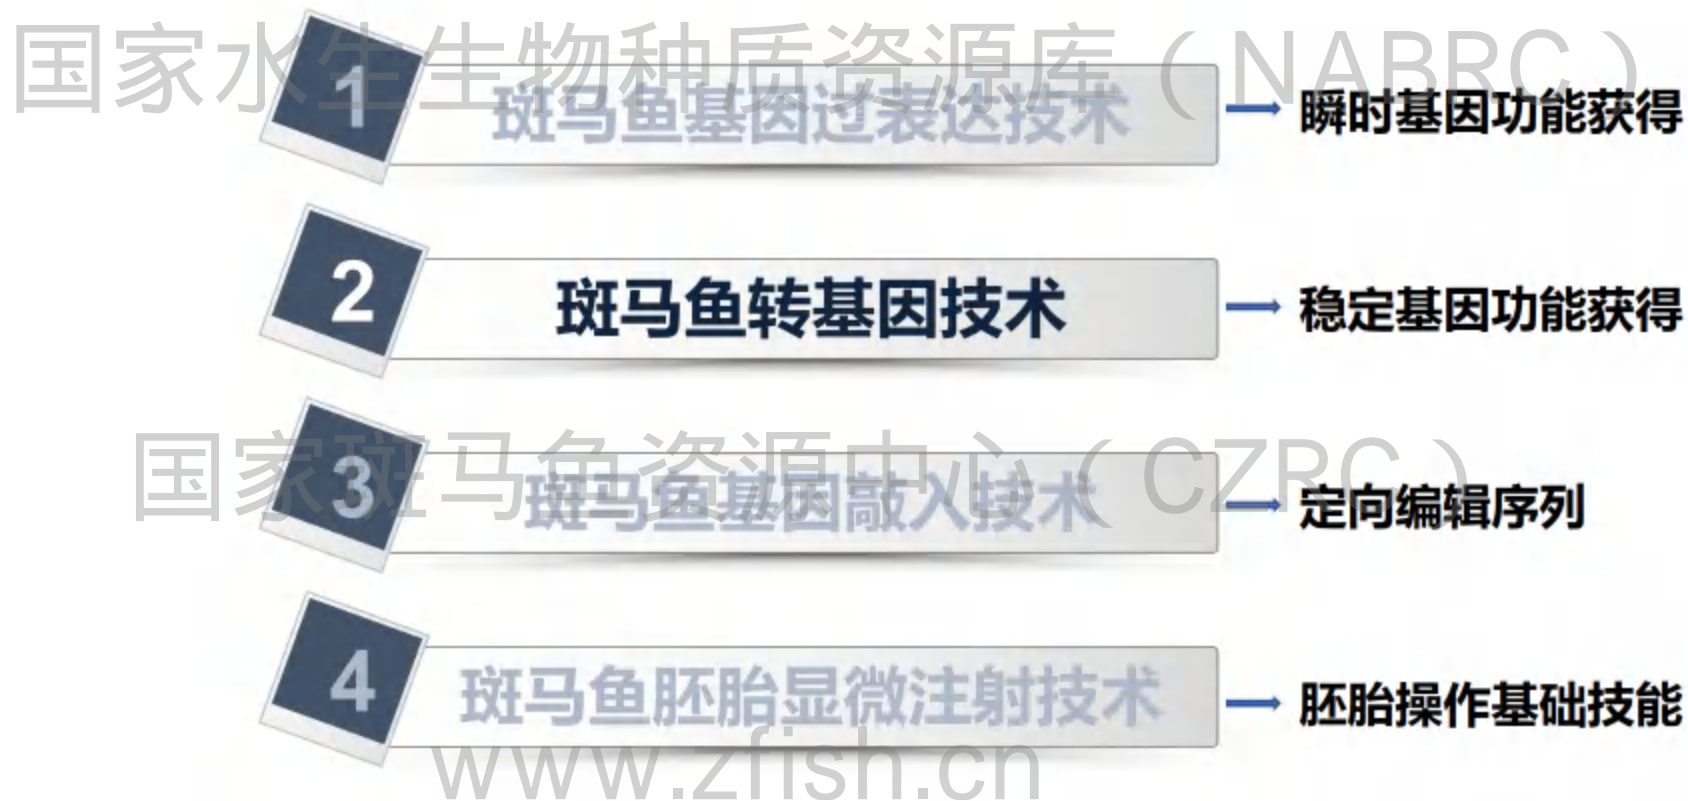 国家水生生物种质资源库（NABRC）
1
斑马鱼基因过表达技术
瞬时基因功能获得
2
斑马鱼转基因技术
稳定基因功能获得
国家斑马鱼资源中心（CZRC）
3
斑马鱼基因敲入技术
定向编辑序列
4
斑马鱼胚胎显微注射技术
胚胎操作基础技能
www.zfish.cn